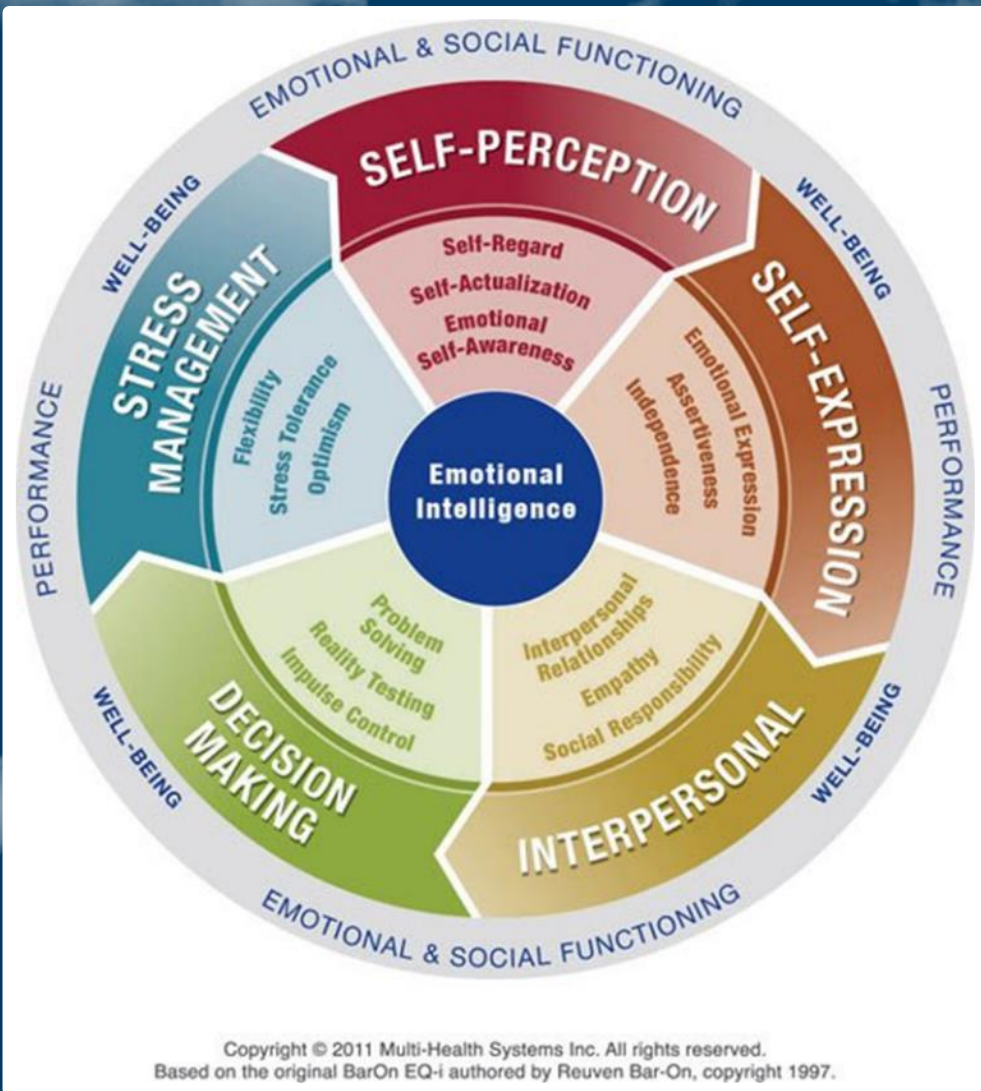 EMOTIONAL & SOCIAL FUNCTIONING
WELL-BEING
WELL-BEING
PERFORMANCE
PERFORMANCE
SELF-PERCEPTION
Self-Regard
Self-Actualization
Emotional
Self-Awareness
SELF-EXPRESSION
Emotional Expression
Assertiveness
Independence
INTERPERSONAL
Interpersonal
Relationships
Empathy
Social Responsibility
DECISION
MAKING
Problem
Solving
Reality Testing
Impulse Control
STRESS
MANAGEMENT
Flexibility
Stress Tolerance
Optimism
Emotional
Intelligence
WELL-BEING
WELL-BEING
EMOTIONAL & SOCIAL FUNCTIONING
Copyright © 2011 Multi-Health Systems Inc. All rights reserved.
Based on the original BarOn EQ-i authored by Reuven Bar-On, copyright 1997.